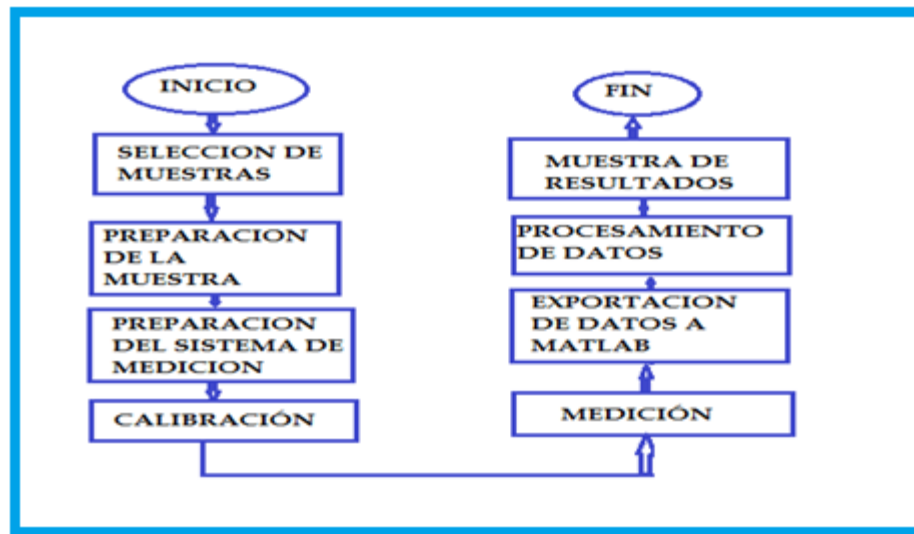 INICIO
SELECCION DE
MUESTRAS
PREPARACION
DE LA
MUESTRA
PREPARACION
DEL SISTEMA DE
MEDICION
CALIBRACIÓN
MEDICIÓN
EXPORTACION
DE DATOS A
MATLAB
PROCESAMIENTO
DE DATOS
MUESTRA DE
RESULTADOS
FIN